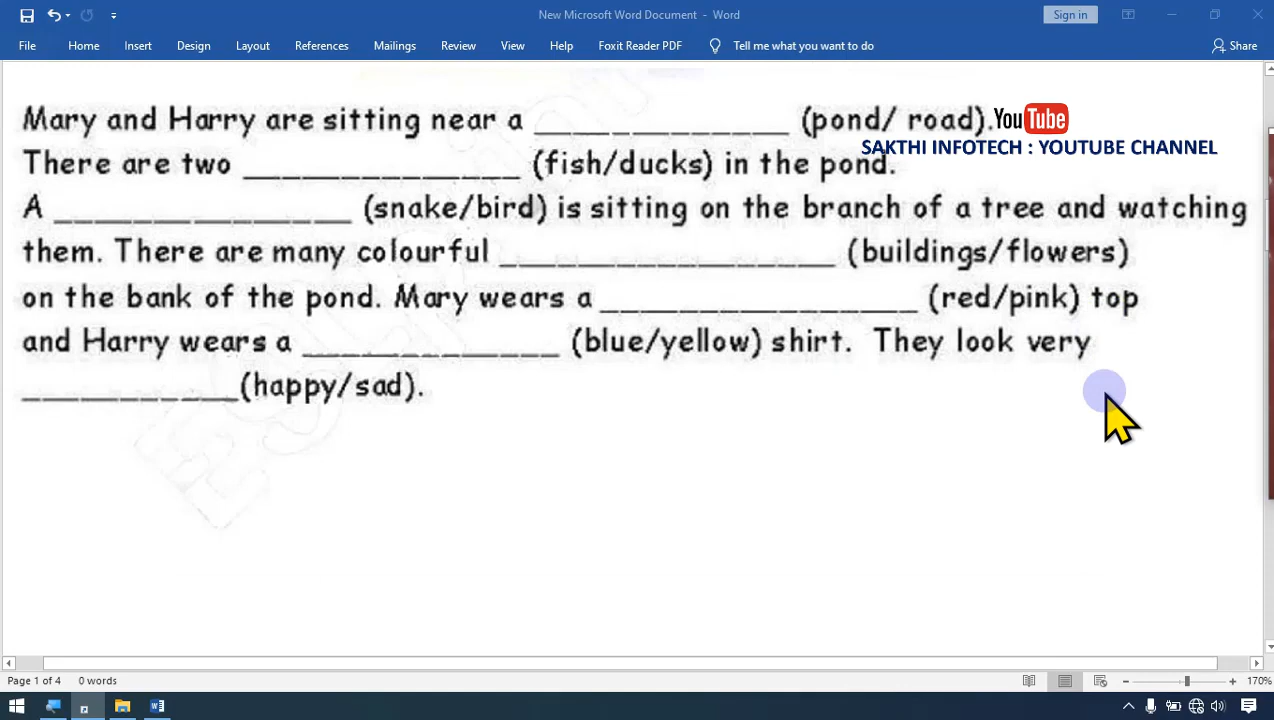 New Microsoft Word Document - Word
Sign in
File Home Insert Design Layout References Mailings Review View Help Foxit Reader PDF Tell me what you want to do Share
Mary and Harry are sitting near a _____________ (pond/ road).
YouTube
SAKTHI INFOTECH : YOUTUBE CHANNEL
There are two ______________ (fish/ducks) in the pond.
A _______________ (snake/bird) is sitting on the branch of a tree and watching
them. There are many colourful _________________ (buildings/flowers)
on the bank of the pond. Mary wears a ________________ (red/pink) top
and Harry wears a _____________ (blue/yellow) shirt. They look very
___________(happy/sad).
Page 1 of 4 0 words
170%